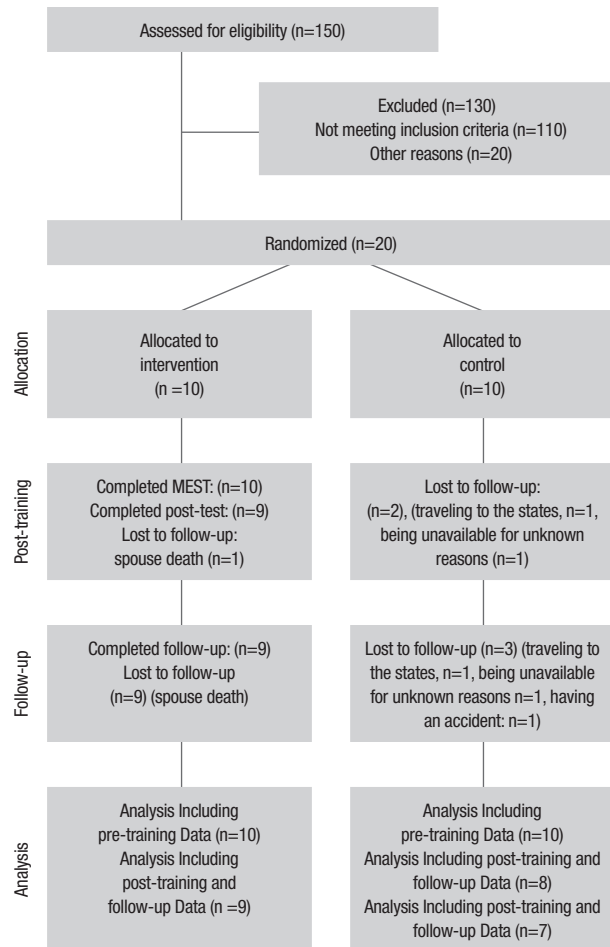 Assessed for eligibility (n=150)
Excluded (n=130)
Not meeting inclusion criteria (n=110)
Other reasons (n=20)
Randomized (n=20)
Allocation
Allocated to
intervention
(n =10)
Allocated to
control
(n=10)
Post-training
Completed MEST: (n=10)
Completed post-test: (n=9)
Lost to follow-up:
spouse death (n=1)
Lost to follow-up:
(n=2), (traveling to the states, n=1,
being unavailable for unknown
reasons (n=1)
Follow-up
Completed follow-up: (n=9)
Lost to follow-up
(n=9) (spouse death)
Lost to follow-up (n=3) (traveling to
the states, n=1, being unavailable
for unknown reasons n=1, having
an accident: n=1)
Analysis
Analysis Including
pre-training Data (n=10)
Analysis Including
post-training and
follow-up Data (n =9)
Analysis Including
pre-training Data (n=10)
Analysis Including post-training and
follow-up Data (n=8)
Analysis Including post-training and
follow-up Data (n=7)